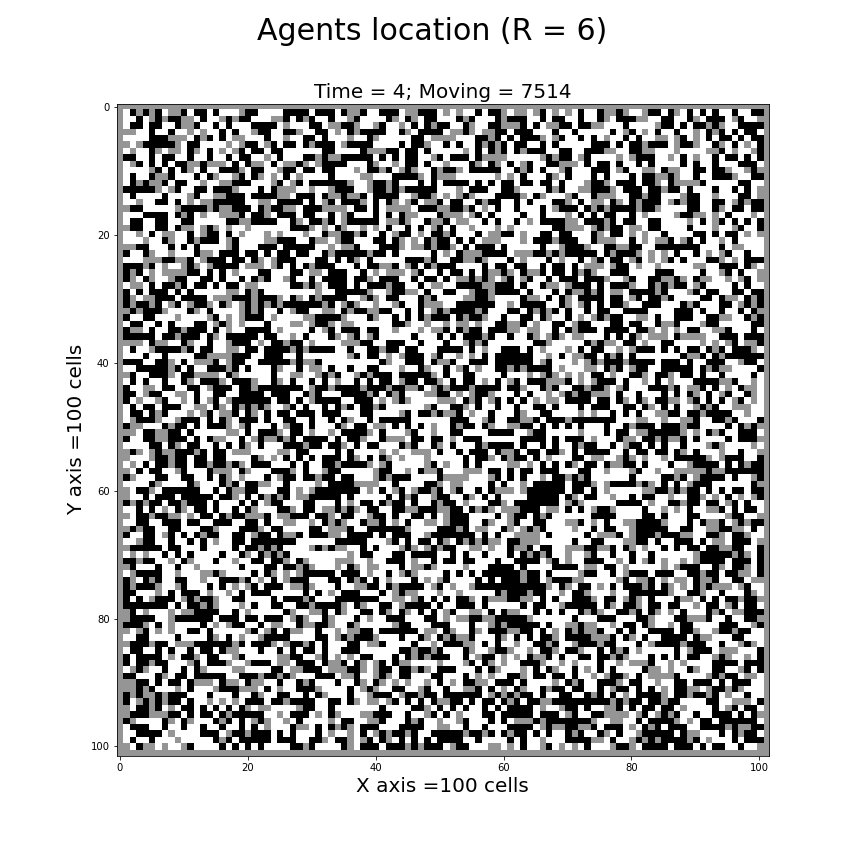 Agents location (R = 6)
Time = 4; Moving = 7514
0
20
40
60
80
100
Y axis =100 cells
0 20 40 60 80 100
X axis =100 cells